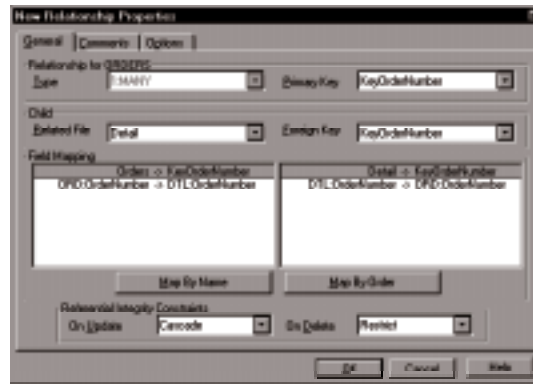 New Relationship Properties
General Comments Options
Relationship for ORDERS
Type 1:MANY Primary Key KeyOrderNumber
Child
Related File Detail Foreign Key KeyOrderNumber
Field Mapping
Orders -> KeyOrderNumber Detail -> KeyOrderNumber
ORD:OrderNumber -> DTL:OrderNumber DTL:OrderNumber -> ORD:OrderNumber
Map By Name Map By Order
Referential Integrity Constraints
On Update Cascade On Delete Restrict
OK Cancel Help